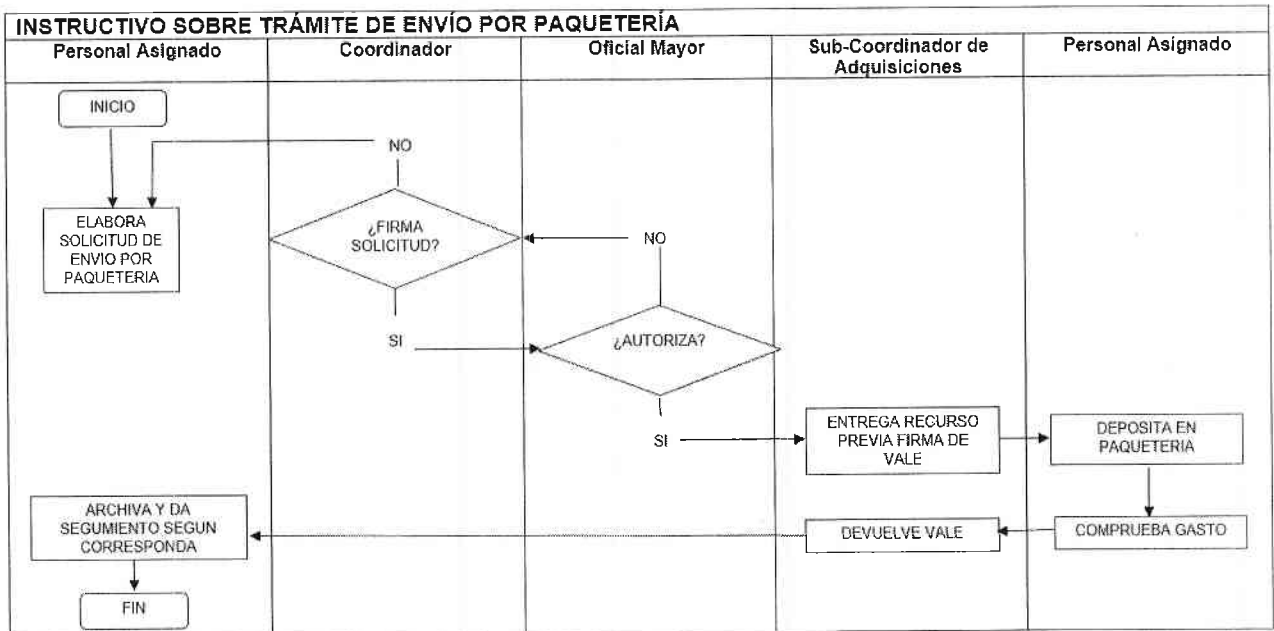 INSTRUCTIVO SOBRE TRÁMITE DE ENVÍO POR PAQUETERÍA
Personal Asignado
Coordinador
Oficial Mayor
Sub-Coordinador de
Adquisiciones
Personal Asignado
INICIO
NO
ELABORA
SOLICITUD DE
ENVIO POR
PAQUETERIA
¿FIRMA
SOLICITUD?
NO
SI
¿AUTORIZA?
SI
ENTREGA RECURSO
PREVIA FIRMA DE
VALE
DEPOSITA EN
PAQUETERIA
ARCHIVA Y DA
SEGUMIENTO SEGUN
CORRESPONDA
DEVUELVE VALE
COMPRUEBA GASTO
FIN